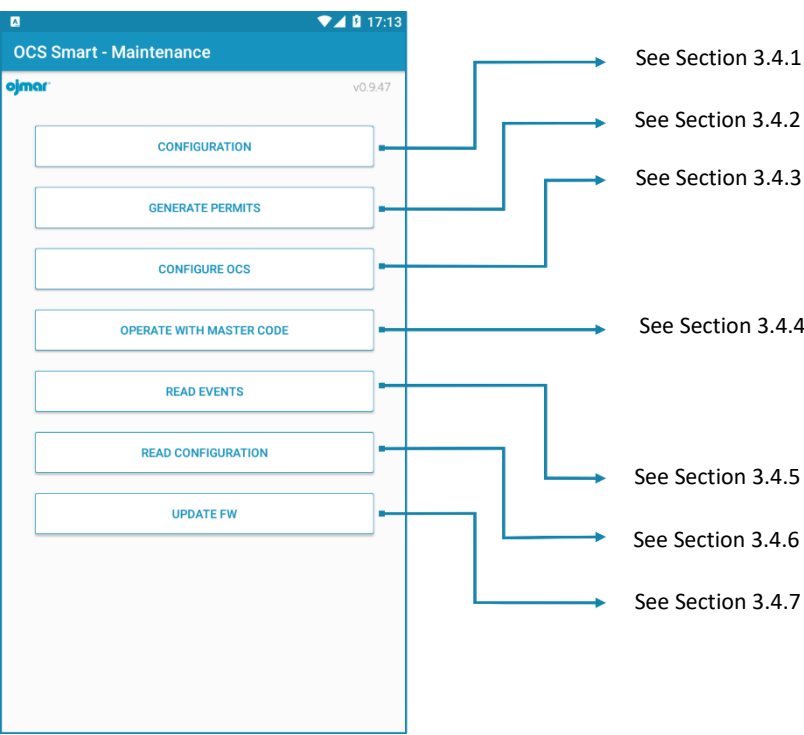 A
17:13
OCS Smart - Maintenance
ojmar
v0.9.47
CONFIGURATION
GENERATE PERMITS
CONFIGURE OCS
OPERATE WITH MASTER CODE
READ EVENTS
READ CONFIGURATION
UPDATE FW
See Section 3.4.1
See Section 3.4.2
See Section 3.4.3
See Section 3.4.4
See Section 3.4.5
See Section 3.4.6
See Section 3.4.7